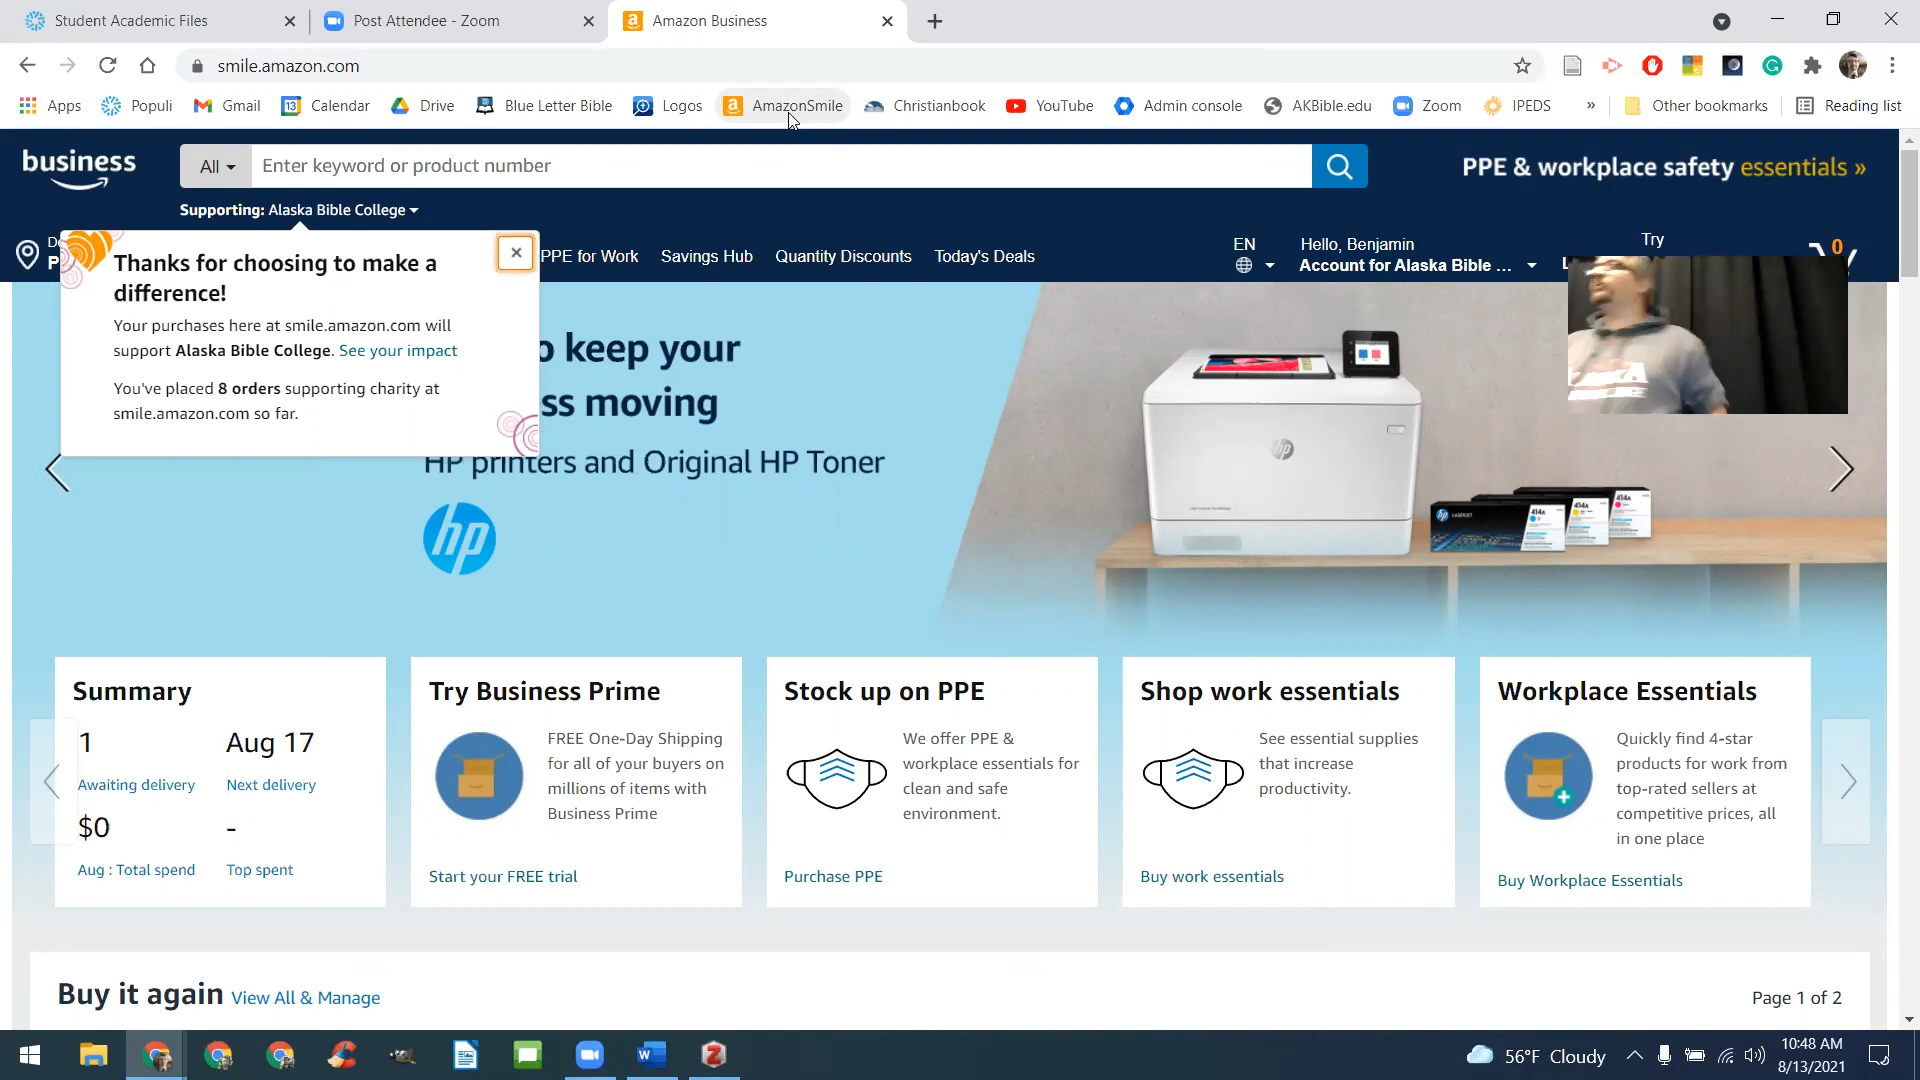 Student Academic Files
Post Attendee - Zoom
Amazon Business
smile.amazon.com
Apps
Populi
Gmail
Calendar
Drive
Blue Letter Bible
Logos
AmazonSmile
Christianbook
YouTube
Admin console
AKBible.edu
Zoom
IPEDS
»
Other bookmarks
Reading list
business
All
Enter keyword or product number
PPE & workplace safety essentials »
Supporting: Alaska Bible College
PPE for Work
Savings Hub
Quantity Discounts
Today's Deals
EN
Hello, Benjamin
Account for Alaska Bible ...
Try
0
Thanks for choosing to make a
difference!
Your purchases here at smile.amazon.com will
support Alaska Bible College. See your impact
You've placed 8 orders supporting charity at
smile.amazon.com so far.
o keep your
ss moving
HP printers and Original HP Toner
hp
414A
414A
414A
Summary
1
Awaiting delivery
Aug 17
Next delivery
$0
Aug : Total spend
-
Top spent
Try Business Prime
FREE One-Day Shipping
for all of your buyers on
millions of items with
Business Prime
Start your FREE trial
Stock up on PPE
We offer PPE &
workplace essentials for
clean and safe
environment.
Purchase PPE
Shop work essentials
See essential supplies
that increase
productivity.
Buy work essentials
Workplace Essentials
Quickly find 4-star
products for work from
top-rated sellers at
competitive prices, all
in one place
Buy Workplace Essentials
Buy it again View All & Manage
Page 1 of 2
56°F Cloudy
10:48 AM
8/13/2021